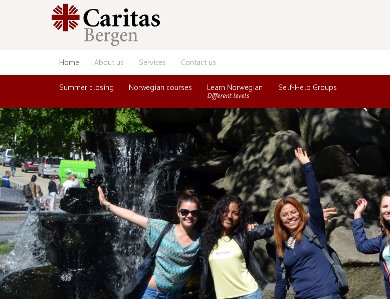 Caritas
Bergen
Home About us Services Contact us
Summer closing Norwegian courses Learn Norwegian Self-Help Groups
Different levels